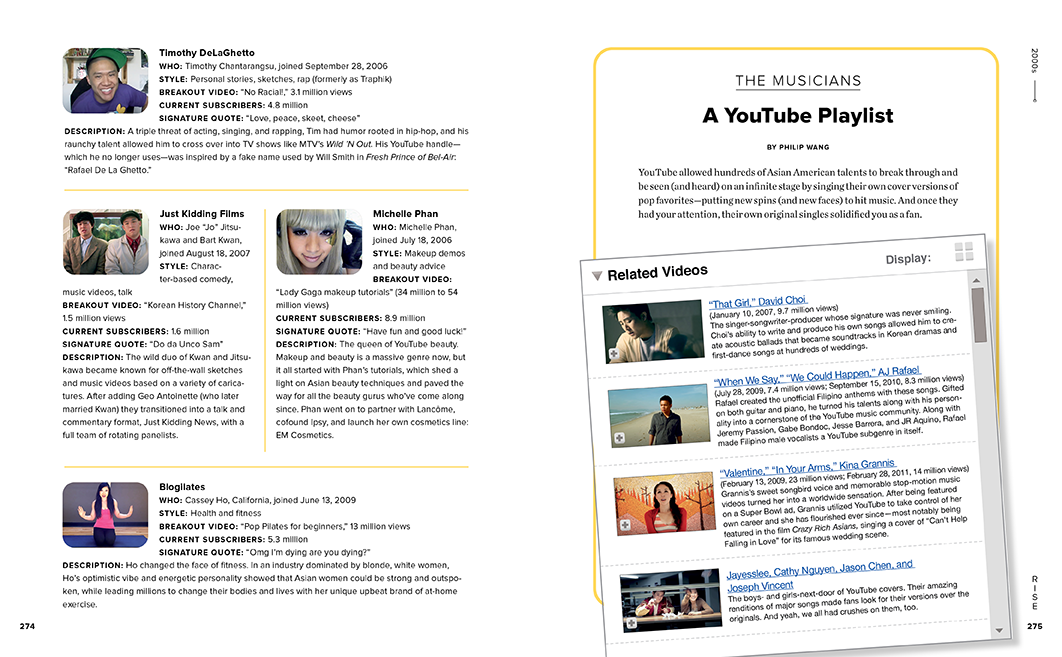 Timothy DeLaGhetto
WHO: Timothy Chantarangsu, joined September 28, 2006
STYLE: Personal stories, sketches, rap (formerly as Traphik)
BREAKOUT VIDEO: “No Racial!,” 3.1 million views
CURRENT SUBSCRIBERS: 4.8 million
SIGNATURE QUOTE: “Love, peace, skeet, cheese”
DESCRIPTION: A triple threat of acting, singing, and rapping, Tim had humor rooted in hip-hop, and his
raunchy talent allowed him to cross over into TV shows like MTV’s Wild ’N Out. His YouTube handle—
which he no longer uses—was inspired by a fake name used by Will Smith in Fresh Prince of Bel-Air:
“Rafael De La Ghetto.”
Just Kidding Films
WHO: Joe “Jo” Jitsu-
kawa and Bart Kwan,
joined August 18, 2007
STYLE: Charac-
ter-based comedy,
music videos, talk
BREAKOUT VIDEO: “Korean History Channel,”
1.5 million views
CURRENT SUBSCRIBERS: 1.6 million
SIGNATURE QUOTE: “Do da Unco Sam”
DESCRIPTION: The wild duo of Kwan and Jitsu-
kawa became known for off-the-wall sketches
and music videos based on a variety of carica-
tures. After adding Geo Antoinette (who later
married Kwan) they transitioned into a talk and
commentary format, Just Kidding News, with a
full team of rotating panelists.
Michelle Phan
WHO: Michelle Phan,
joined July 18, 2006
STYLE: Makeup demos
and beauty advice
BREAKOUT VIDEO:
“Lady Gaga makeup tutorials” (34 million to 54
million views)
CURRENT SUBSCRIBERS: 8.9 million
SIGNATURE QUOTE: “Have fun and good luck!”
DESCRIPTION: The queen of YouTube beauty.
Makeup and beauty is a massive genre now, but
it all started with Phan’s tutorials, which shed a
light on Asian beauty techniques and paved the
way for all the beauty gurus who’ve come along
since. Phan went on to partner with Lancôme,
cofound Ipsy, and launch her own cosmetics line:
EM Cosmetics.
Blogilates
WHO: Cassey Ho, California, joined June 13, 2009
STYLE: Health and fitness
BREAKOUT VIDEO: “Pop Pilates for beginners,” 13 million views
CURRENT SUBSCRIBERS: 5.3 million
SIGNATURE QUOTE: “Omg I’m dying are you dying?”
DESCRIPTION: Ho changed the face of fitness. In an industry dominated by blonde, white women,
Ho’s optimistic vibe and energetic personality showed that Asian women could be strong and outspo-
ken, while leading millions to change their bodies and lives with her unique upbeat brand of at-home
exercise.
274
THE MUSICIANS
A YouTube Playlist
BY PHILIP WANG
YouTube allowed hundreds of Asian American talents to break through and
be seen (and heard) on an infinite stage by singing their own cover versions of
pop favorites—putting new spins (and new faces) to hit music. And once they
had your attention, their own original singles solidified you as a fan.
Related Videos
Display:
“That Girl,” David Choi
(January 10, 2007, 9.7 million views)
The singer-songwriter-producer whose signature was never smiling.
Choi’s ability to write and produce his own songs allowed him to cre-
ate acoustic ballads that became soundtracks in Korean dramas and
first-dance songs at hundreds of weddings.
“When We Say,” “We Could Happen,” AJ Rafael
(July 28, 2009, 7.4 million views; September 15, 2010, 8.3 million views)
Rafael created the unofficial Filipino anthems with these songs. Gifted
on both guitar and piano, he turned his talents along with his person-
ality into a cornerstone of the YouTube music community. Along with
Jeremy Passion, Gabe Bondoc, Jesse Barrera, and JR Aquino, Rafael
made Filipino male vocalists a YouTube subgenre in itself.
“Valentine,” “In Your Arms,” Kina Grannis
(February 13, 2009, 23 million views; February 28, 2011, 14 million views)
Grannis’s sweet songbird voice and memorable stop-motion music
videos turned her into a worldwide sensation. After being featured
on a Super Bowl ad, Grannis utilized YouTube to take control of her
own career and she has flourished ever since—most notably being
featured in the film Crazy Rich Asians, singing a cover of “Can’t Help
Falling in Love” for its famous wedding scene.
Jayesslee, Cathy Nguyen, Jason Chen, and
Joseph Vincent
The boys- and girls-next-door of YouTube covers. Their amazing
renditions of major songs made fans look for their versions over the
originals. And yeah, we all had crushes on them, too.
2000s
RISE
275